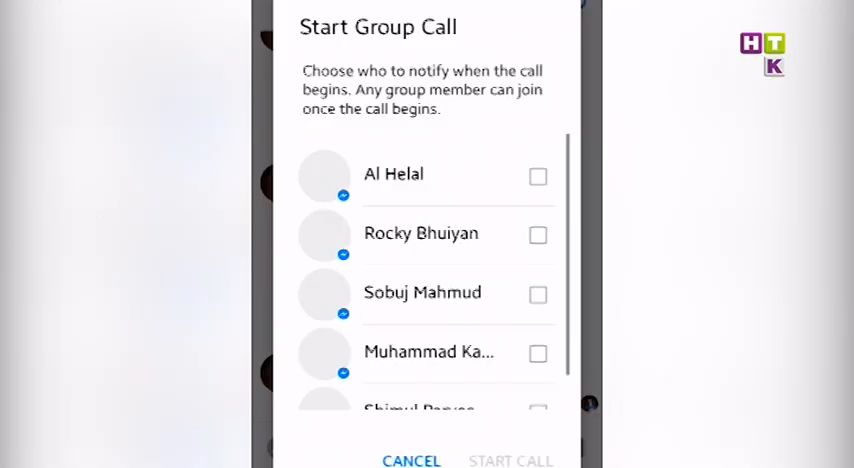 Start Group Call
HT
K
Choose who to notify when the call
begins. Any group member can join
once the call begins.
Al Helal
Rocky Bhuiyan
Sobuj Mahmud
Muhammad Ka...
CANCEL START CALL